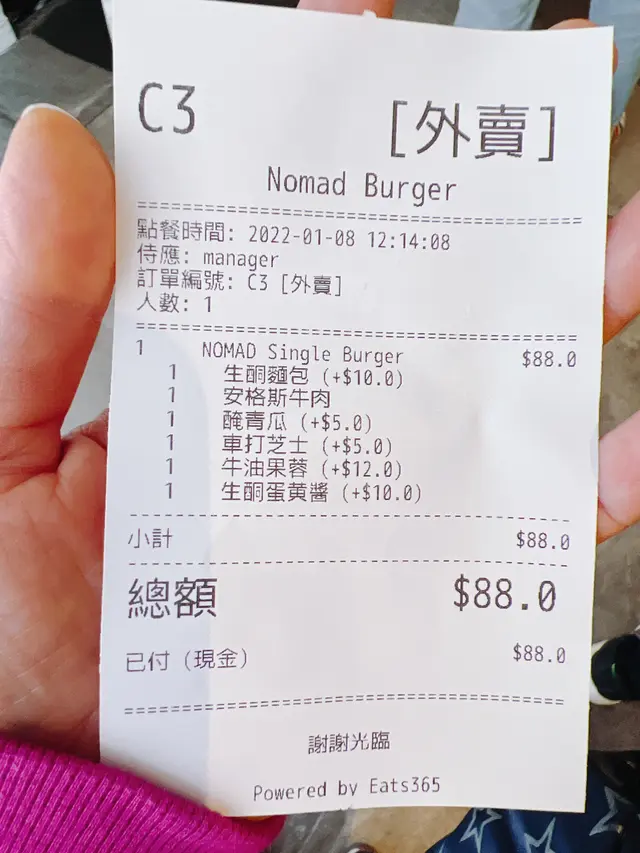 C3 [外賣]
Nomad Burger
點餐時間: 2022-01-08 12:14:08
侍應: manager
訂單編號: C3 [外賣]
人數: 1
1 NOMAD Single Burger $88.0
1 生酮麵包 (+$10.0)
1 安格斯牛肉
1 醃青瓜 (+$5.0)
1 車打芝士 (+$5.0)
1 牛油果蓉 (+$12.0)
1 生酮蛋黄醬 (+$10.0)
小計 $88.0
總額 $88.0
已付 (現金) $88.0
謝謝光臨
Powered by Eats365